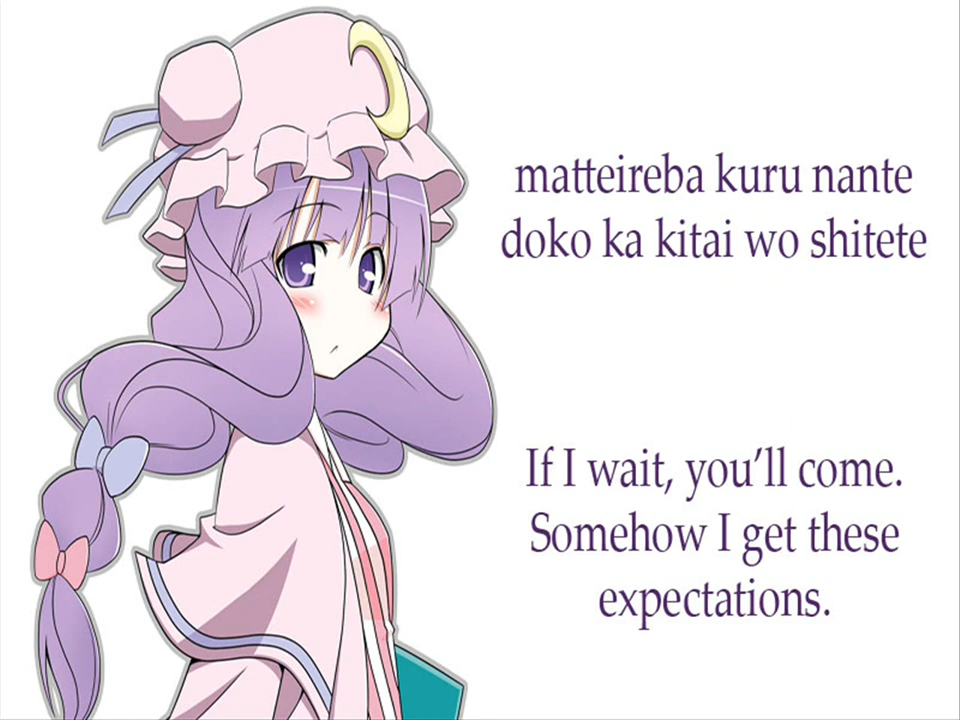 matteireba kuru nante
doko ka kitai wo shitete
If I wait, you’ll come.
Somehow I get these
expectations.